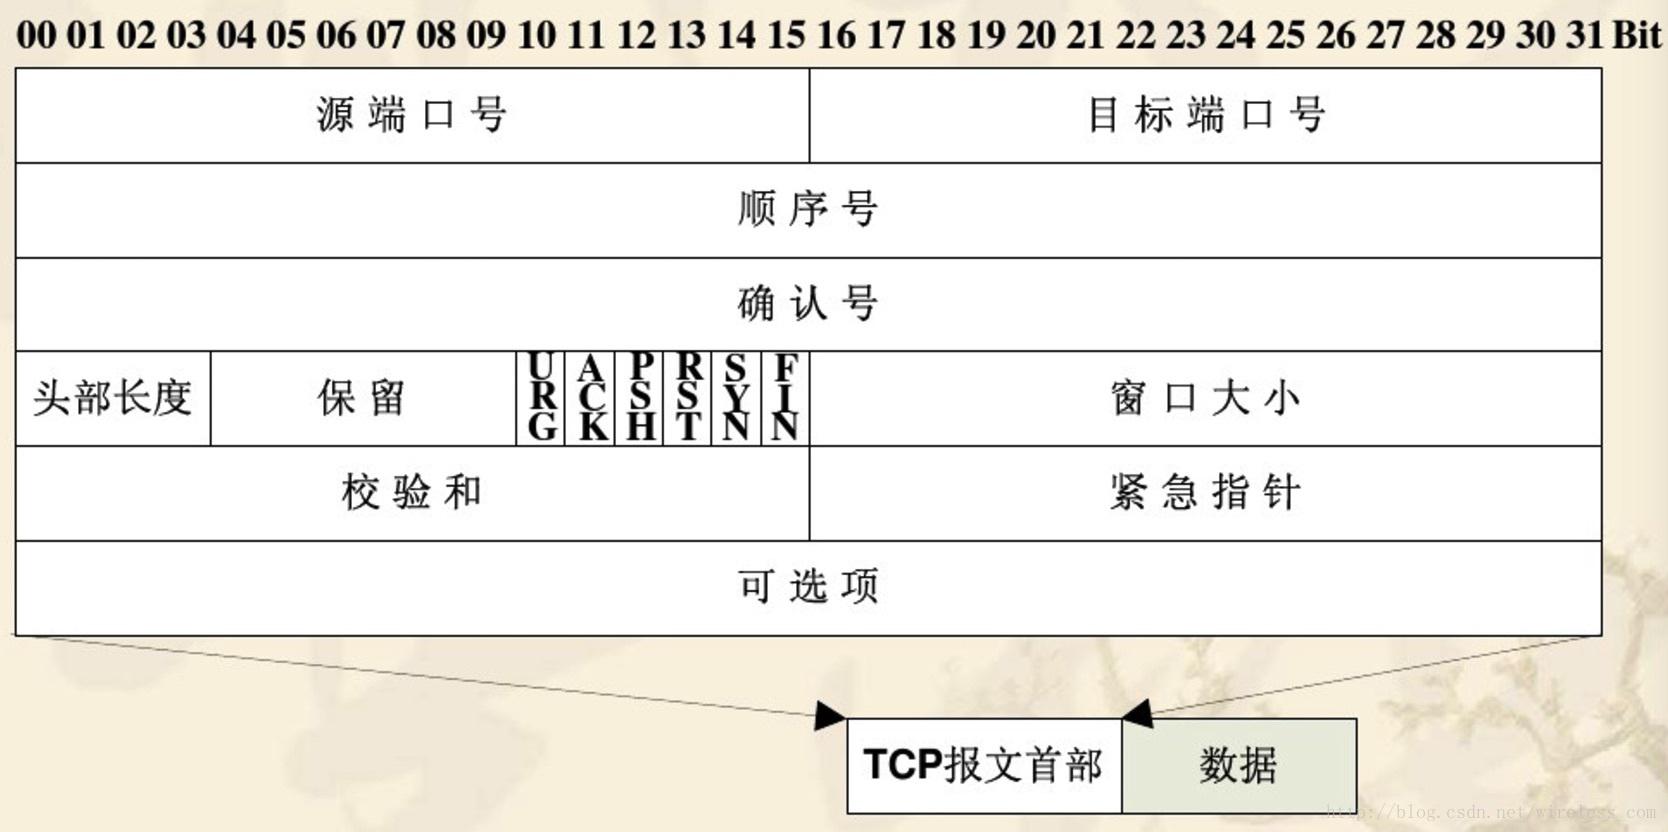 00 01 02 03 04 05 06 07 08 09 10 11 12 13 14 15 16 17 18 19 20 21 22 23 24 25 26 27 28 29 30 31 Bit
源端口号
目标端口号
顺序号
确认号
头部长度
保留
URG
ACK
PSH
RST
SYN
FIN
窗口大小
校验和
紧急指针
可选项
TCP报文首部
数据
http://blog.csdn.net/wireless_com